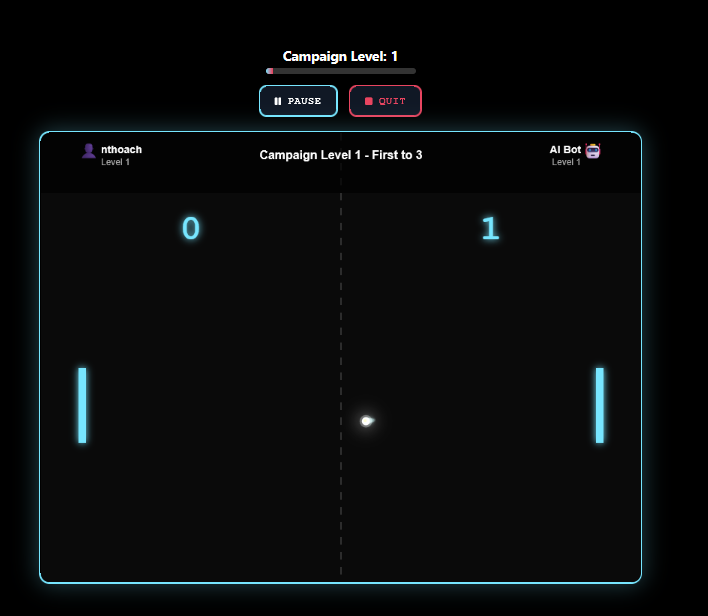 Campaign Level: 1
PAUSE
QUIT
nthoach
Level 1
Campaign Level 1 - First to 3
AI Bot
Level 1
0
1